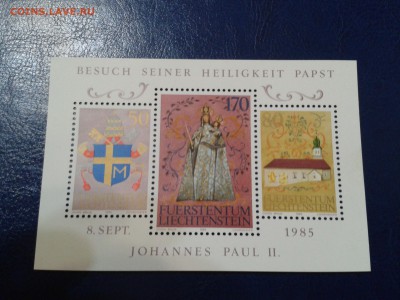 COINS.LAVE.RU
BESUCH SEINER HEILIGKEIT PAPST
50
170
80
FÜRSTENTUM
LIECHTENSTEIN
8. SEPT.
1985
JOHANNES PAUL II.